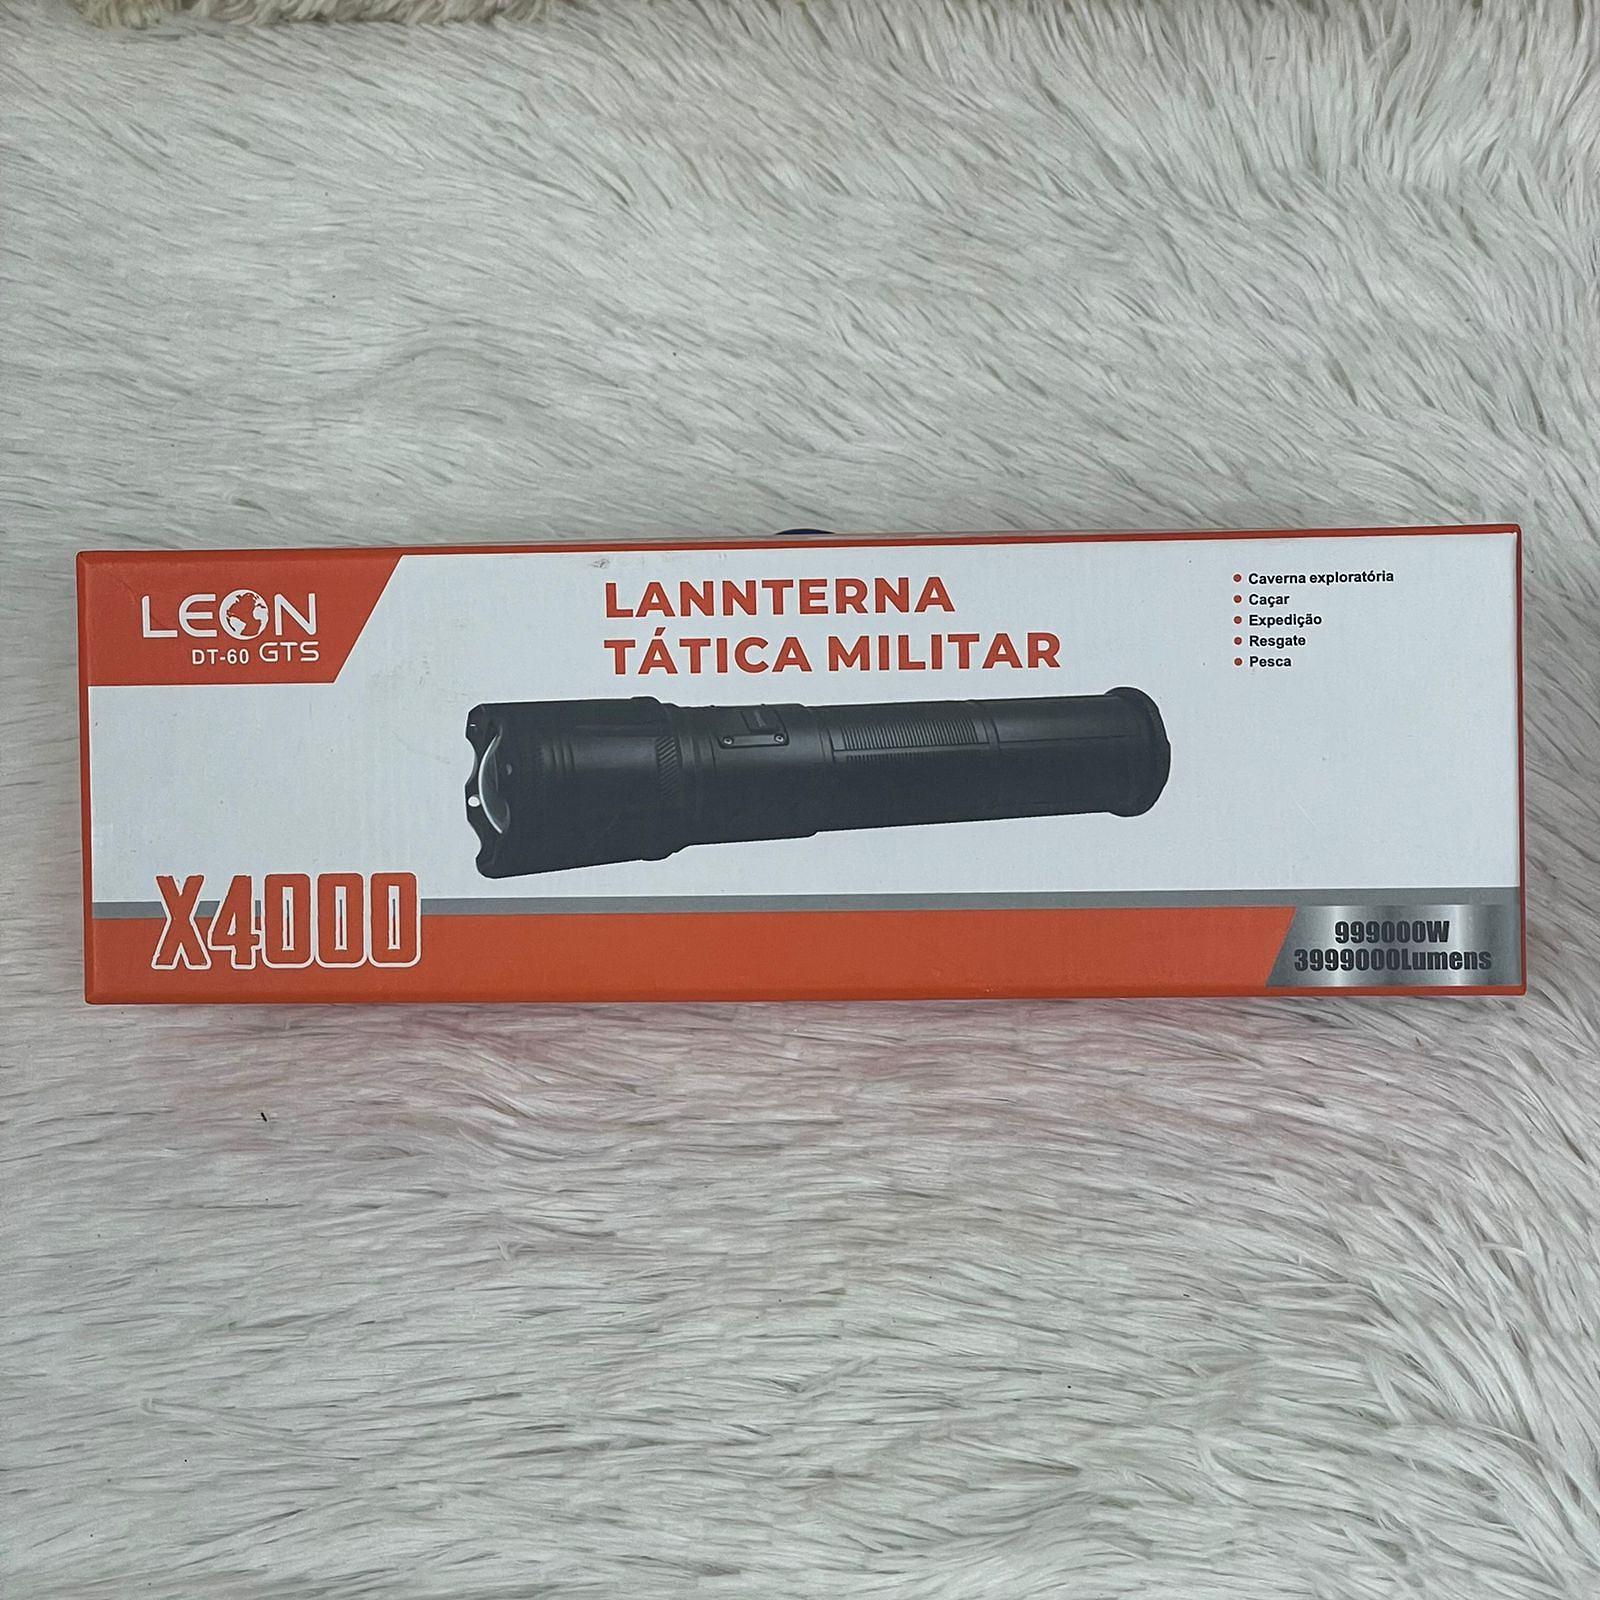 LEON
DT-60 GTS
LANNTERNA
TÁTICA MILITAR
Caverna exploratória
Caçar
Expedição
Resgate
Pesca
X4000
999000W
3999000Lumens